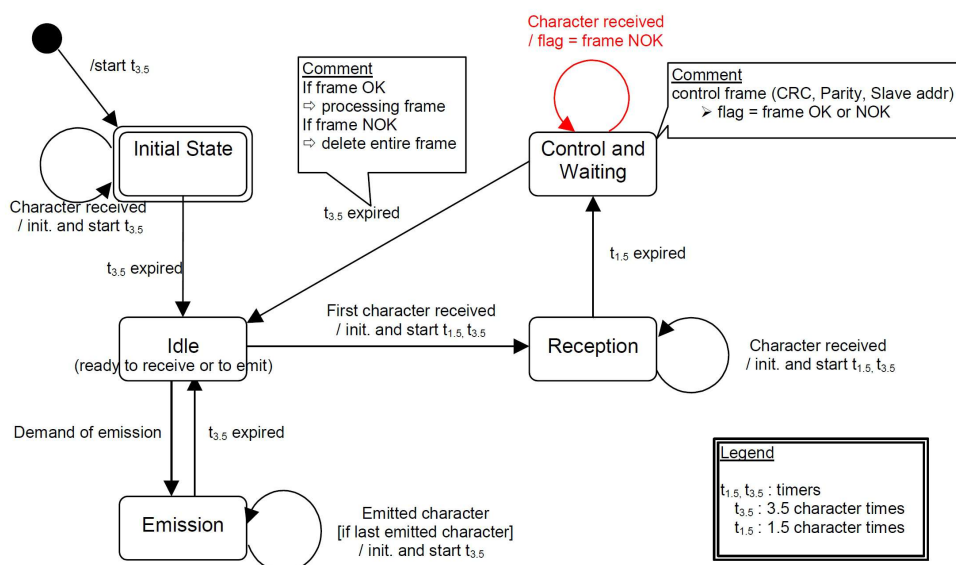 Character received
/ flag = frame NOK
/start t3.5
Comment
If frame OK
⇨ processing frame
If frame NOK
⇨ delete entire frame
Comment
control frame (CRC, Parity, Slave addr)
➢ flag = frame OK or NOK
Initial State
Control and
Waiting
Character received
/ init. and start t3.5
t3.5 expired
t3.5 expired
t1.5 expired
First character received
/ init. and start t1.5, t3.5
Idle
(ready to receive or to emit)
Reception
Character received
/ init. and start t1.5, t3.5
Demand of emission
t3.5 expired
Emission
Emitted character
[if last emitted character]
/ init. and start t3.5
Legend
t1.5, t3.5 : timers
t3.5 : 3.5 character times
t1.5 : 1.5 character times